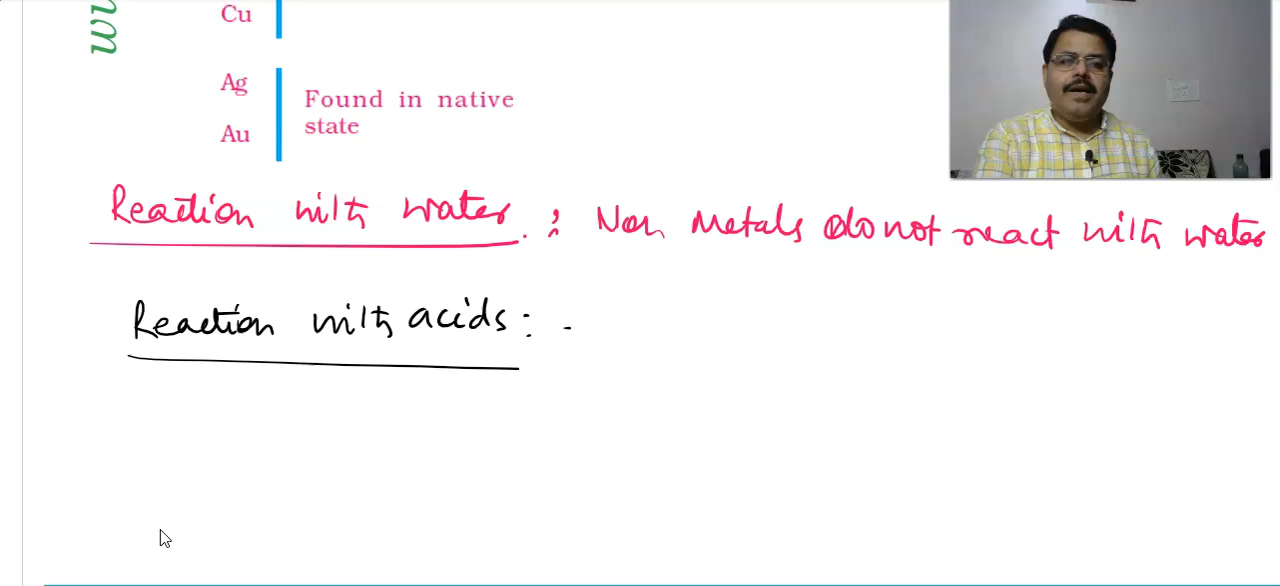 Cu
Ag
Found in native
state
Au
Reaction with water : Non Metals do not react with water
Reaction with acids : -